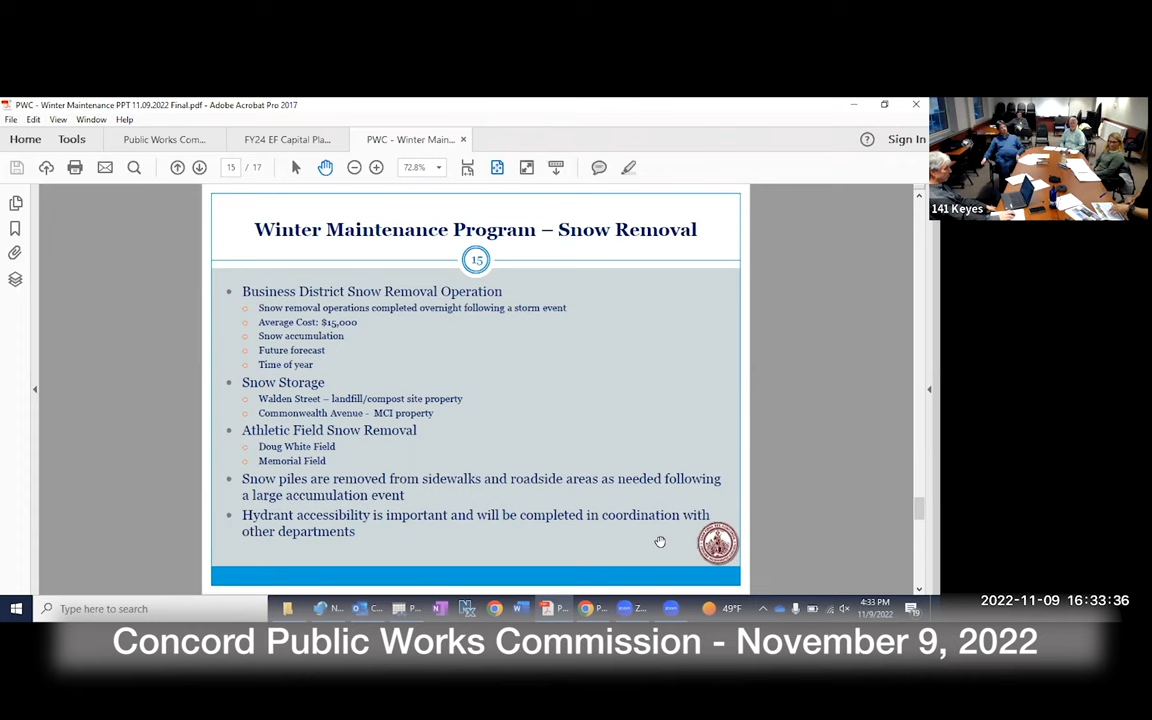 PWC - Winter Maintenance PPT 11.09.2022 Final.pdf - Adobe Acrobat Pro 2017
File Edit View Window Help
Home Tools Public Works Com... FY24 EF Capital Pla... PWC - Winter Main... × Sign In
15 / 17 72.8%
141 Keyes
Winter Maintenance Program – Snow Removal
15
Business District Snow Removal Operation
Snow removal operations completed overnight following a storm event
Average Cost: $15,000
Snow accumulation
Future forecast
Time of year
Snow Storage
Walden Street – landfill/compost site property
Commonwealth Avenue - MCI property
Athletic Field Snow Removal
Doug White Field
Memorial Field
Snow piles are removed from sidewalks and roadside areas as needed following
a large accumulation event
Hydrant accessibility is important and will be completed in coordination with
other departments
Type here to search
N... C... P... P... P... Z...
49°F
4:33 PM
11/9/2022
19
2022-11-09 16:33:36
Concord Public Works Commission - November 9, 2022